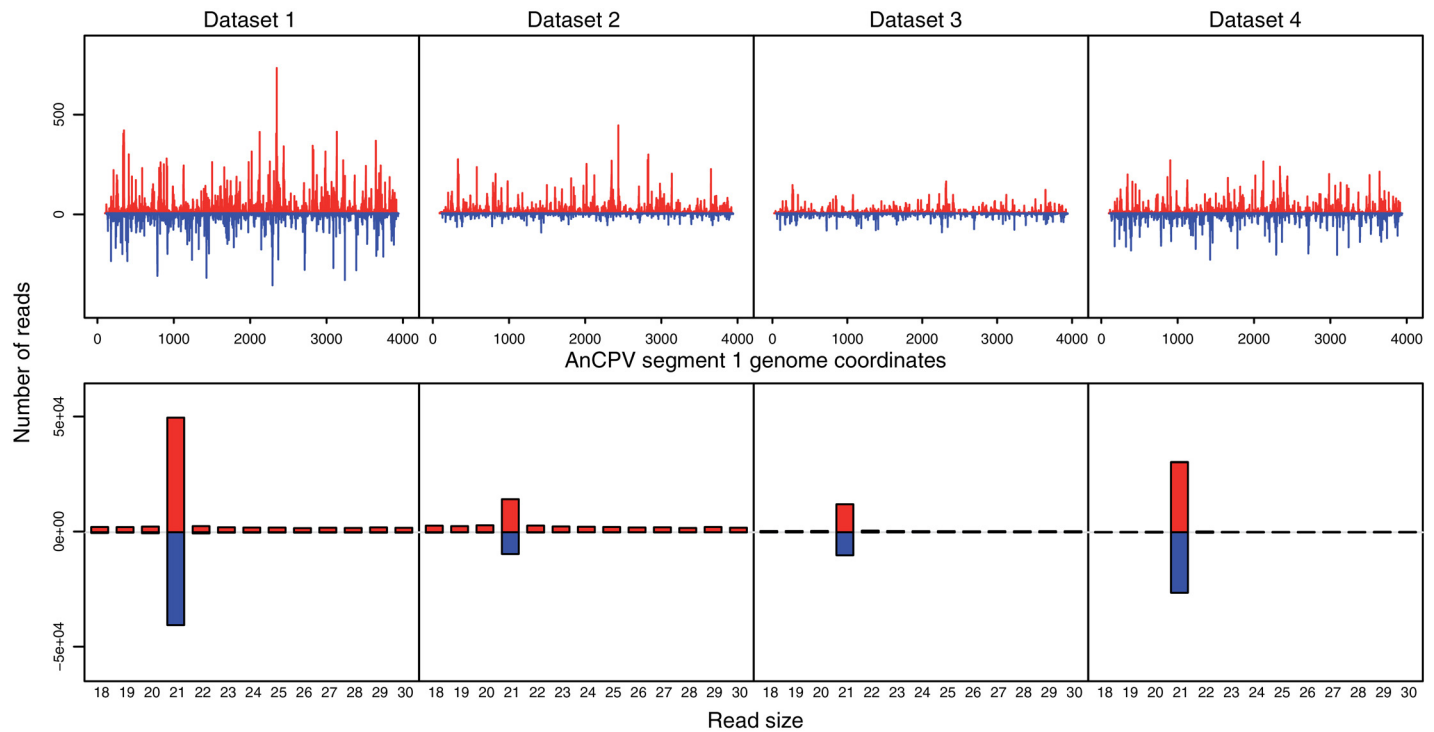 Dataset 1 Dataset 2 Dataset 3 Dataset 4
500
0
0 1000 2000 3000 4000 0 1000 2000 3000 4000 0 1000 2000 3000 4000 0 1000 2000 3000 4000
AnCPV segment 1 genome coordinates
Number of reads
5e+04
0e+00
−5e+04
18 19 20 21 22 23 24 25 26 27 28 29 30 18 19 20 21 22 23 24 25 26 27 28 29 30 18 19 20 21 22 23 24 25 26 27 28 29 30 18 19 20 21 22 23 24 25 26 27 28 29 30
Read size